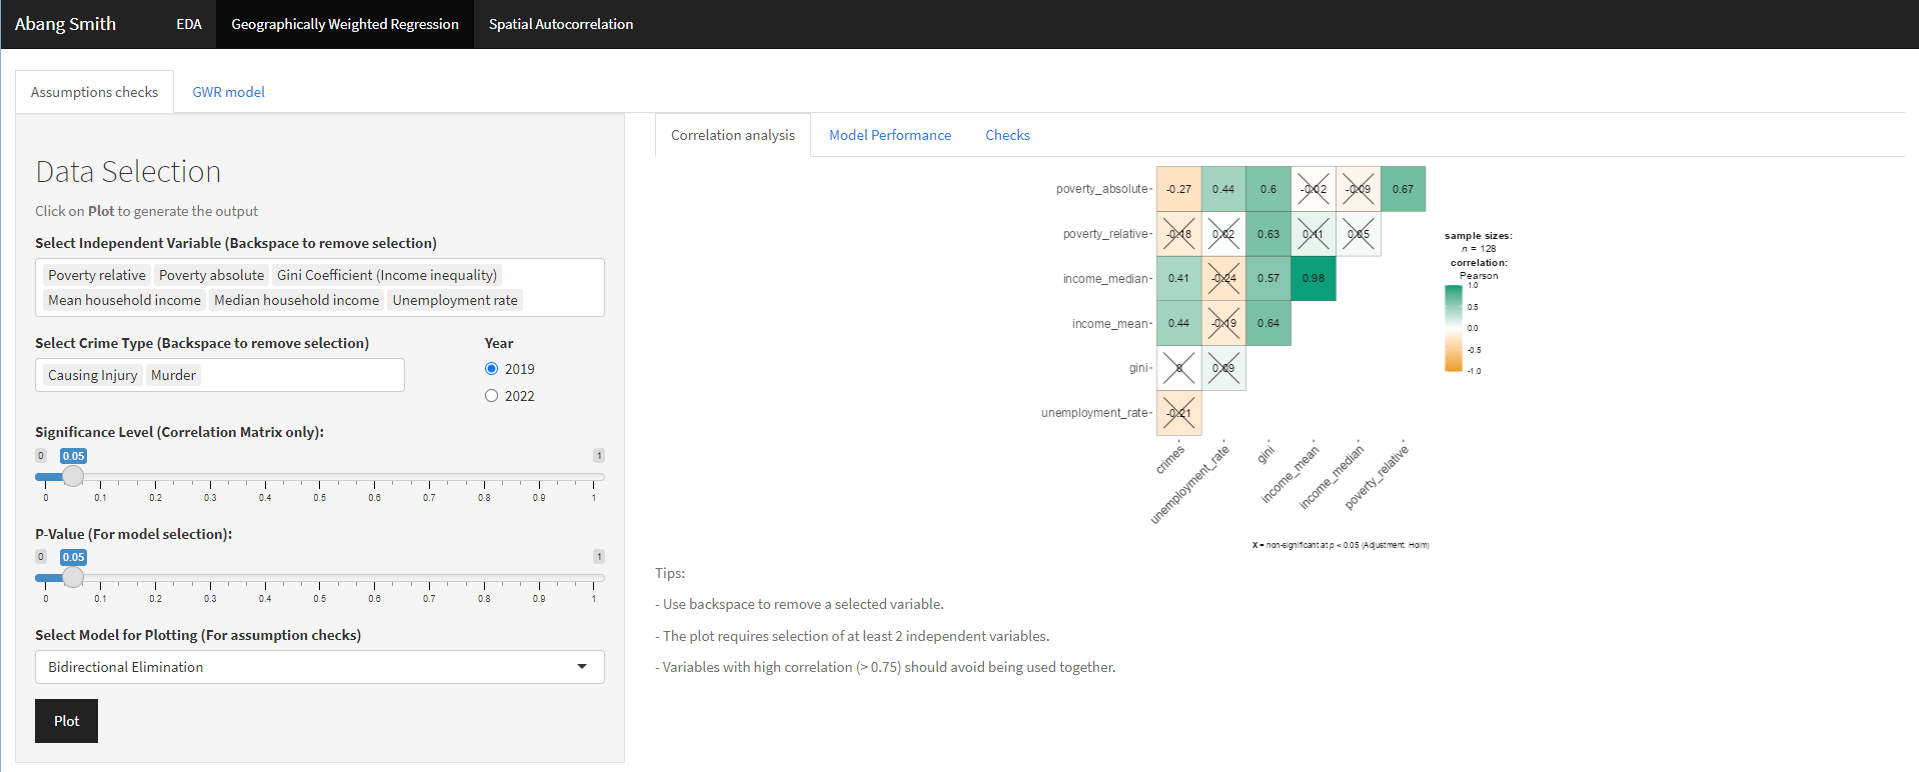 Abang Smith EDA Geographically Weighted Regression Spatial Autocorrelation
Assumptions checks GWR model
Data Selection
Click on Plot to generate the output
Select Independent Variable (Backspace to remove selection)
Poverty relative Poverty absolute Gini Coefficient (Income inequality)
Mean household income Median household income Unemployment rate
Select Crime Type (Backspace to remove selection)
Causing Injury Murder
Year
2019
2022
Significance Level (Correlation Matrix only):
0 0.05 1
0 0.1 0.2 0.3 0.4 0.5 0.6 0.7 0.8 0.9 1
P-Value (For model selection):
0 0.05 1
0 0.1 0.2 0.3 0.4 0.5 0.6 0.7 0.8 0.9 1
Select Model for Plotting (For assumption checks)
Bidirectional Elimination
Plot
Correlation analysis Model Performance Checks
poverty_absolute- -0.27 0.44 0.6 -0.02 -0.09 0.67
poverty_relative- -0.18 0.02 0.63 0.11 0.05
income_median- 0.41 -0.24 0.57 0.98
income_mean- 0.44 -0.19 0.64
gini- 0 0.09
unemployment_rate- -0.21
crimes unemployment_rate gini income_mean income_median poverty_relative
sample sizes:
n = 128
correlation:
Pearson
1.0
0.5
0.0
-0.5
-1.0
X = non-significant at p < 0.05 (Adjustment: Holm)
Tips:
- Use backspace to remove a selected variable.
- The plot requires selection of at least 2 independent variables.
- Variables with high correlation (> 0.75) should avoid being used together.